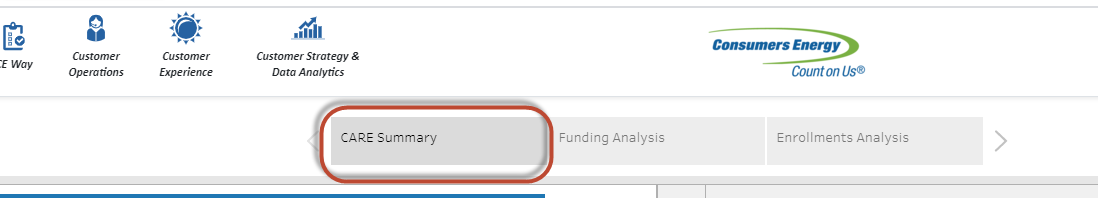 CE Way
Customer
Operations
Customer
Experience
Customer Strategy &
Data Analytics
Consumers Energy
Count on Us®
CARE Summary
Funding Analysis
Enrollments Analysis